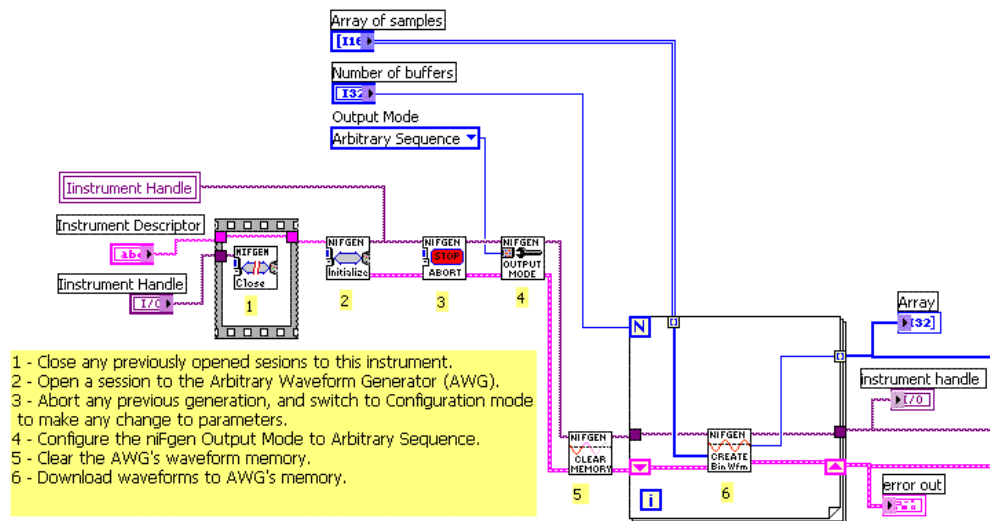 Array of samples
[I16
Number of buffers
I32
Output Mode
Arbitrary Sequence
Iinstrument Handle
Instrument Descriptor
abc
Iinstrument Handle
I/O
NIFGEN
Close
1
NIFGEN
Initialize
2
NIFGEN
STOP
ABORT
3
NIFGEN
OUTPUT
MODE
4
N
Array
I32]
instrument handle
I/O
NIFGEN
CLEAR
MEMORY
5
NIFGEN
CREATE
Bin Wfm
6
i
error out
1 - Close any previously opened sesions to this instrument.
2 - Open a session to the Arbitrary Waveform Generator (AWG).
3 - Abort any previous generation, and switch to Configuration mode
to make any change to parameters.
4 - Configure the niFgen Output Mode to Arbitrary Sequence.
5 - Clear the AWG's waveform memory.
6 - Download waveforms to AWG's memory.